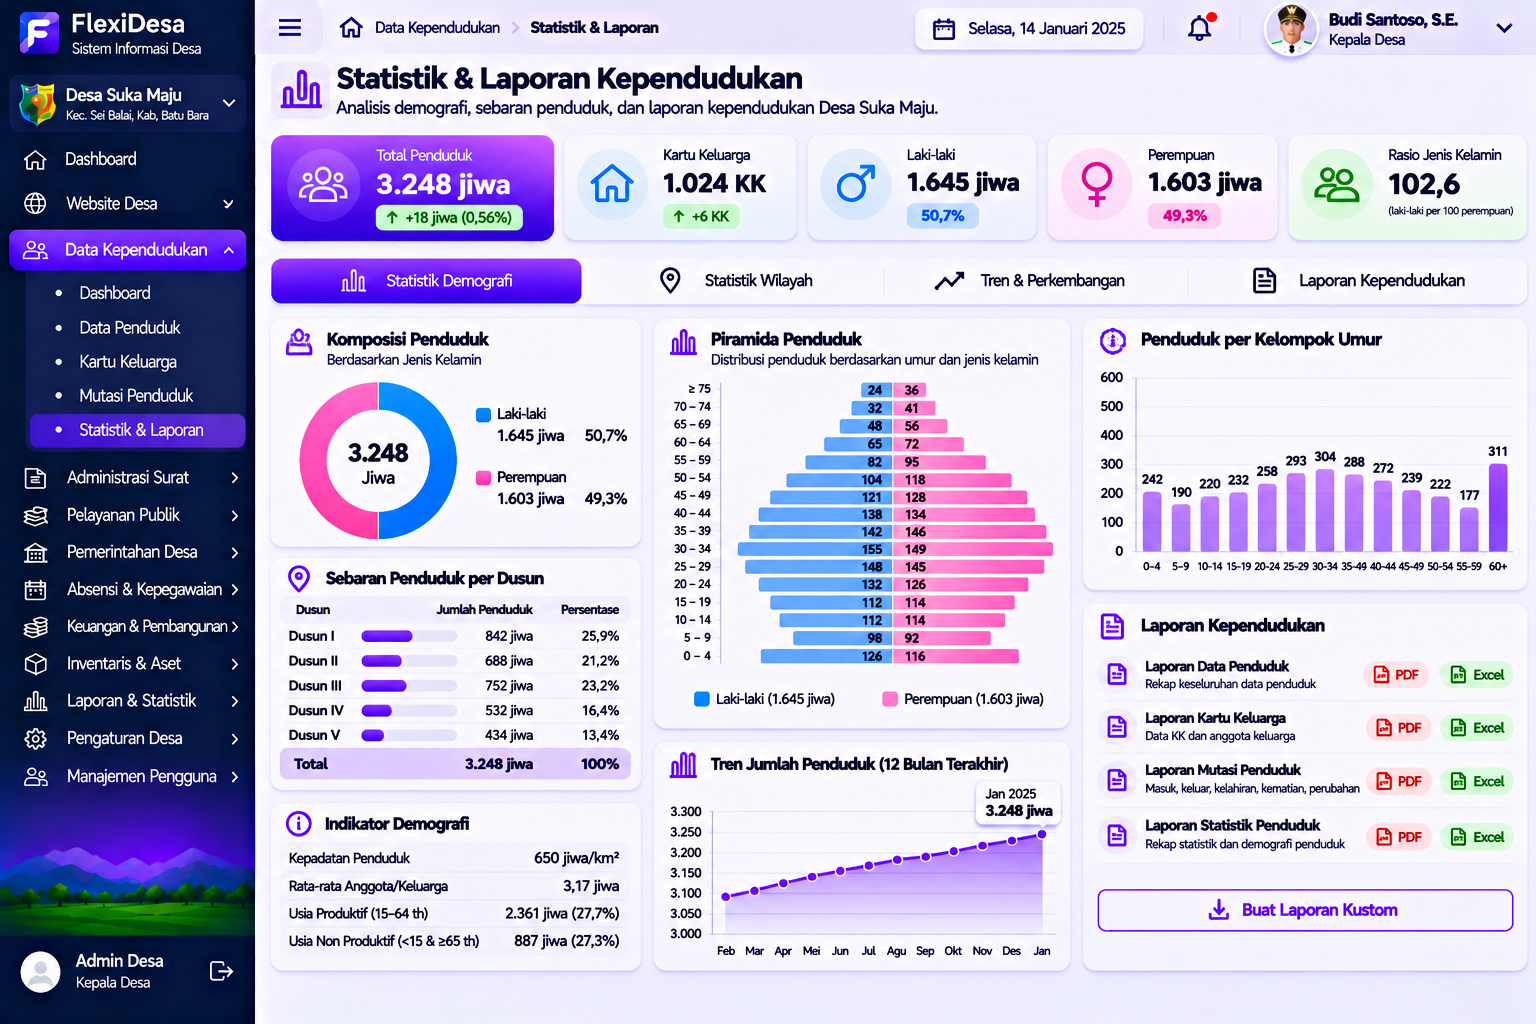 FlexiDesa
Sistem Informasi Desa
Desa Suka Maju
Kec. Sei Balai, Kab, Batu Bara
Dashboard
Website Desa
Data Kependudukan
Dashboard
Data Penduduk
Kartu Keluarga
Mutasi Penduduk
Statistik & Laporan
Administrasi Surat
Pelayanan Publik
Pemerintahan Desa
Absensi & Kepegawaian
Keuangan & Pembangunan
Inventaris & Aset
Laporan & Statistik
Pengaturan Desa
Manajemen Pengguna
Admin Desa
Kepala Desa
Data Kependudukan > Statistik & Laporan
Selasa, 14 Januari 2025
Budi Santoso, S.E.
Kepala Desa
Statistik & Laporan Kependudukan
Analisis demografi, sebaran penduduk, dan laporan kependudukan Desa Suka Maju.
Total Penduduk
3.248 jiwa
↑ +18 jiwa (0,56%)
Kartu Keluarga
1.024 KK
↑ +6 KK
Laki-laki
1.645 jiwa
50,7%
Perempuan
1.603 jiwa
49,3%
Rasio Jenis Kelamin
102,6
(laki-laki per 100 perempuan)
Statistik Demografi
Statistik Wilayah
Tren & Perkembangan
Laporan Kependudukan
Komposisi Penduduk
Berdasarkan Jenis Kelamin
3.248
Jiwa
Laki-laki
1.645 jiwa 50,7%
Perempuan
1.603 jiwa 49,3%
Sebaran Penduduk per Dusun
Dusun Jumlah Penduduk Persentase
Dusun I 842 jiwa 25,9%
Dusun II 688 jiwa 21,2%
Dusun III 752 jiwa 23,2%
Dusun IV 532 jiwa 16,4%
Dusun V 434 jiwa 13,4%
Total 3.248 jiwa 100%
Indikator Demografi
Kepadatan Penduduk 650 jiwa/km²
Rata-rata Anggota/Keluarga 3,17 jiwa
Usia Produktif (15–64 th) 2.361 jiwa (27,7%)
Usia Non Produktif (<15 & ≥65 th) 887 jiwa (27,3%)
Piramida Penduduk
Distribusi penduduk berdasarkan umur dan jenis kelamin
≥ 75 24 36
70 – 74 32 41
65 – 69 48 56
60 – 64 65 72
55 – 59 82 95
50 – 54 104 118
45 – 49 121 128
40 – 44 138 134
35 – 39 142 146
30 – 34 155 149
25 – 29 148 145
20 – 24 132 126
15 – 19 112 114
10 – 14 112 114
5 – 9 98 92
0 – 4 126 116
Laki-laki (1.645 jiwa) Perempuan (1.603 jiwa)
Tren Jumlah Penduduk (12 Bulan Terakhir)
Jan 2025
3.248 jiwa
3.300
3.250
3.200
3.150
3.100
3.050
3.000
Feb Mar Apr Mei Jun Jul Agu Sep Okt Nov Des Jan
Penduduk per Kelompok Umur
600
500
400
300
200
100
0
242 190 220 232 258 293 304 288 272 239 222 177 311
0-4 5-9 10-14 15-19 20-24 25-29 30-34 35-49 40-44 45-49 50-54 55-59 60+
Laporan Kependudukan
Laporan Data Penduduk
Rekap keseluruhan data penduduk
PDF Excel
Laporan Kartu Keluarga
Data KK dan anggota keluarga
PDF Excel
Laporan Mutasi Penduduk
Masuk, keluar, kelahiran, kematian, perubahan
PDF Excel
Laporan Statistik Penduduk
Rekap statistik dan demografi penduduk
PDF Excel
Buat Laporan Kustom